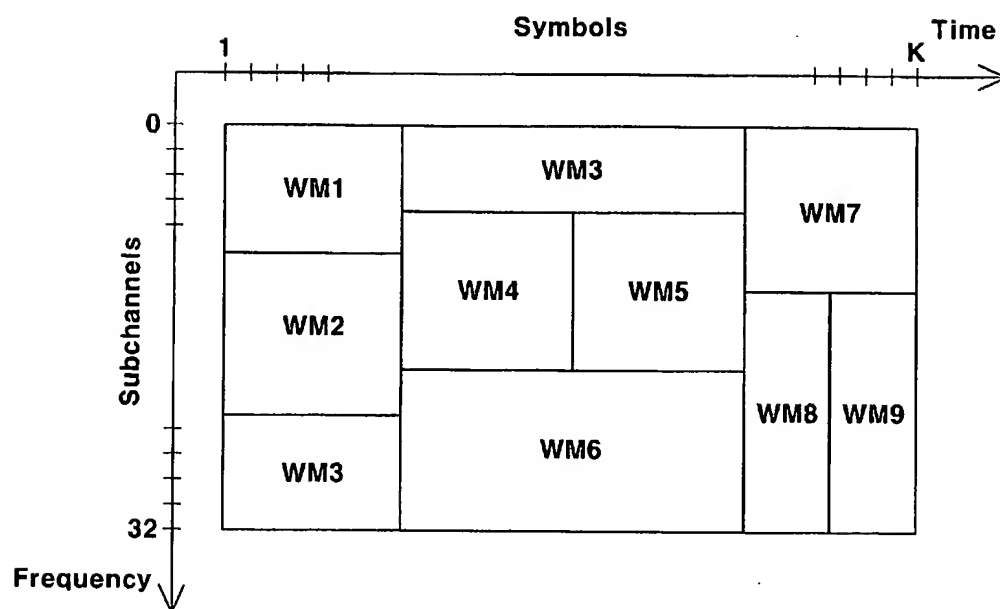 Symbols
Time
1
K
0
WM1
WM3
WM7
WM4
WM5
WM2
WM8
WM9
WM6
WM3
32
Subchannels
Frequency